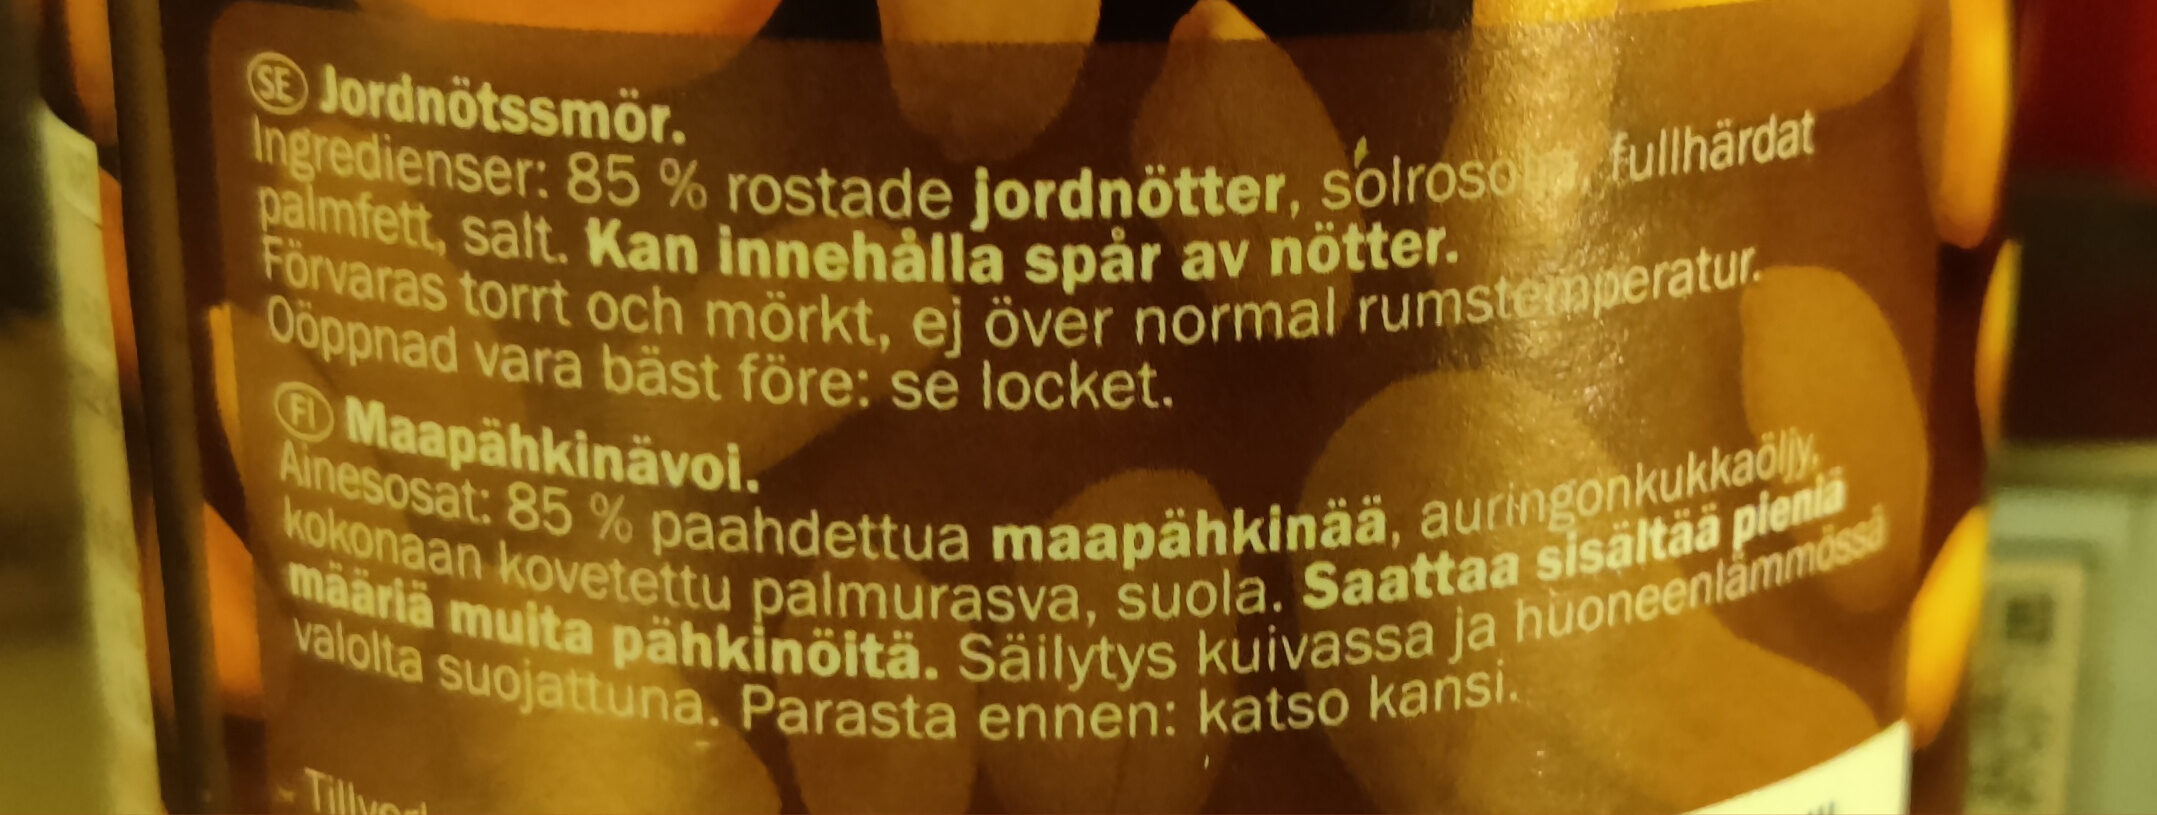 SE Jordnötssmör.
Ingredienser: 85 % rostade jordnötter, fullhärdat
palmfett, salt. Kan innehålla spår av nötter.
Förvaras torrt och mörkt, ej över normal rumstemperatur.
Oöppnad vara bäst före: se locket.
FI Maapähkinävoi.
Ainesosat: 85 % paahdettua maapähkinää, auringonkukkaöljy,
kokonaan kovetettu palmurasva, suola. Saattaa sisältää pieniä
määriä muita pähkinöitä. Säilytys kuivassa ja huoneenlämmössä
valolta suojattuna. Parasta ennen: katso kansi.